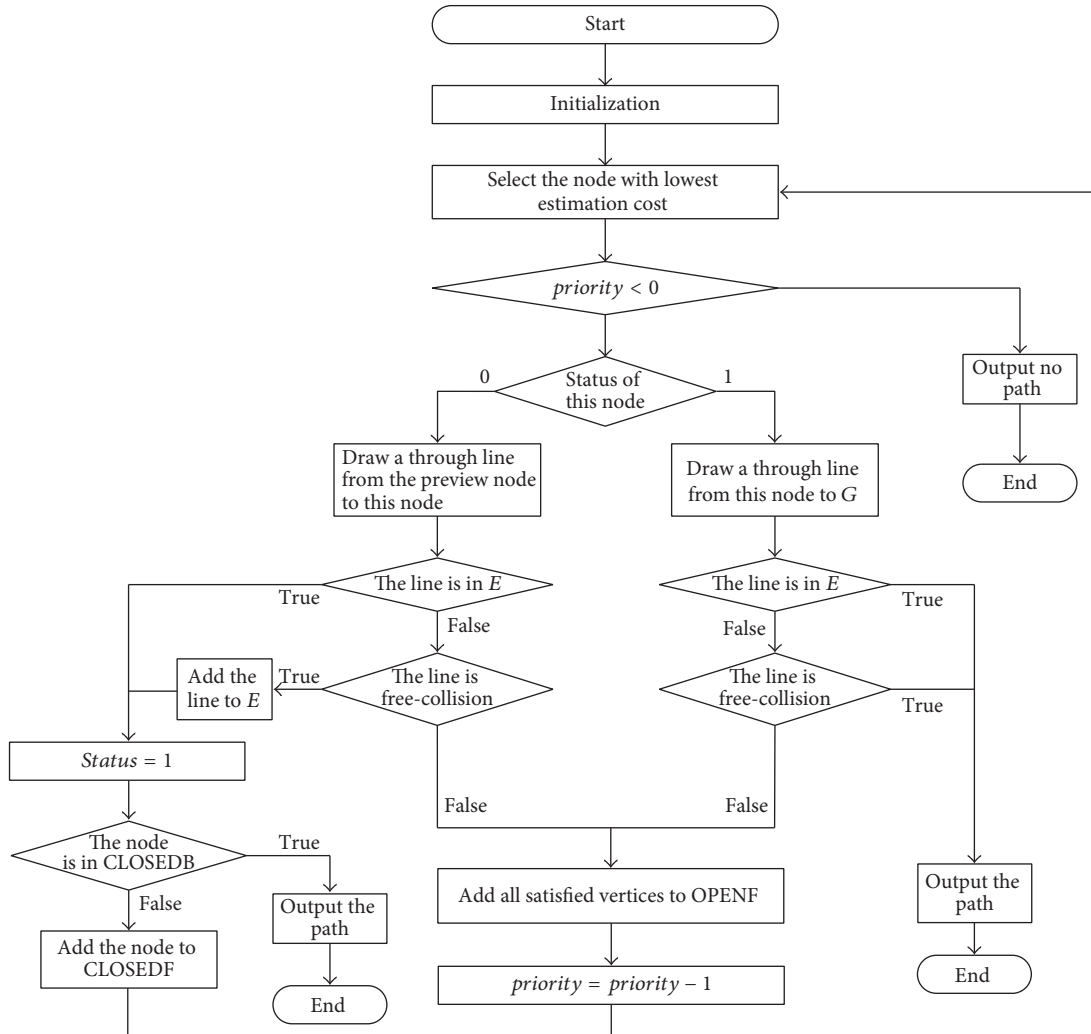 Start
Initialization
Select the node with lowest
estimation cost
priority < 0
0
Status of
this node
1
Output no
path
End
Draw a through line
from the preview node
to this node
Draw a through line
from this node to G
The line is in E
True
False
The line is in E
True
False
Add the
line to E
True
The line is
free-collision
The line is
free-collision
True
Status = 1
False
False
The node
is in CLOSEDB
True
False
Output the
path
End
Add the node to
CLOSEDF
Add all satisfied vertices to OPENF
priority = priority − 1
Output the
path
End